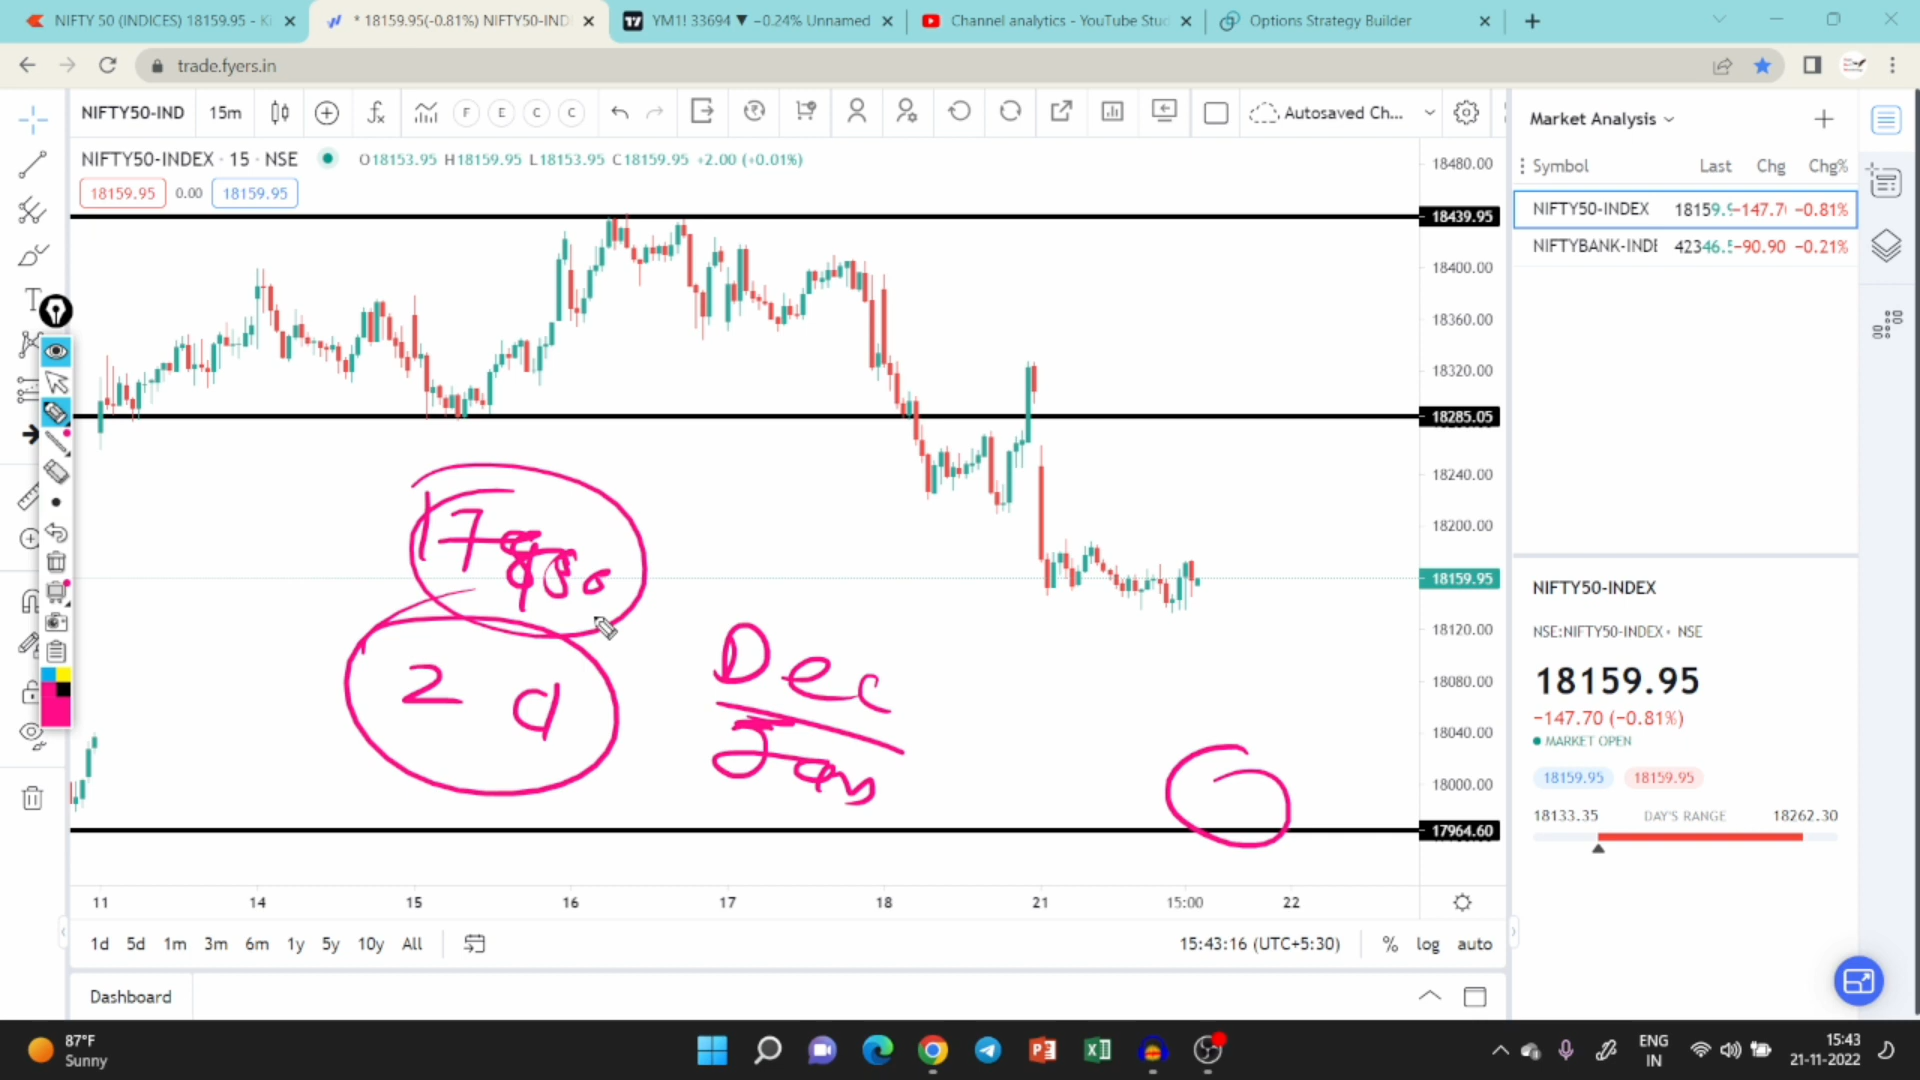 NIFTY 50 (INDICES) 18159.95 - Ki
* 18159.95(-0.81%) NIFTY50-IND
YM1! 33694 ▼ −0.24% Unnamed
Channel analytics - YouTube Stud
Options Strategy Builder
trade.fyers.in
NIFTY50-IND 15m
F E C C
Autosaved Ch...
NIFTY50-INDEX · 15 · NSE
O18153.95 H18159.95 L18153.95 C18159.95 +2.00 (+0.01%)
18159.95 0.00 18159.95
18480.00
18439.95
18400.00
18360.00
18320.00
18285.05
18240.00
18200.00
18159.95
18120.00
18080.00
18040.00
18000.00
17964.60
2 d
Dec
Jan
11 14 15 16 17 18 21 15:00 22
1d 5d 1m 3m 6m 1y 5y 10y All
15:43:16 (UTC+5:30) % log auto
Dashboard
Market Analysis
Symbol Last Chg Chg%
NIFTY50-INDEX 18159.9 −147.70 −0.81%
NIFTYBANK-INDE 42346.5 −90.90 −0.21%
NIFTY50-INDEX
NSE:NIFTY50-INDEX • NSE
18159.95
−147.70 (−0.81%)
MARKET OPEN
18159.95 18159.95
18133.35 DAY'S RANGE 18262.30
87°F
Sunny
ENG
IN
15:43
21-11-2022